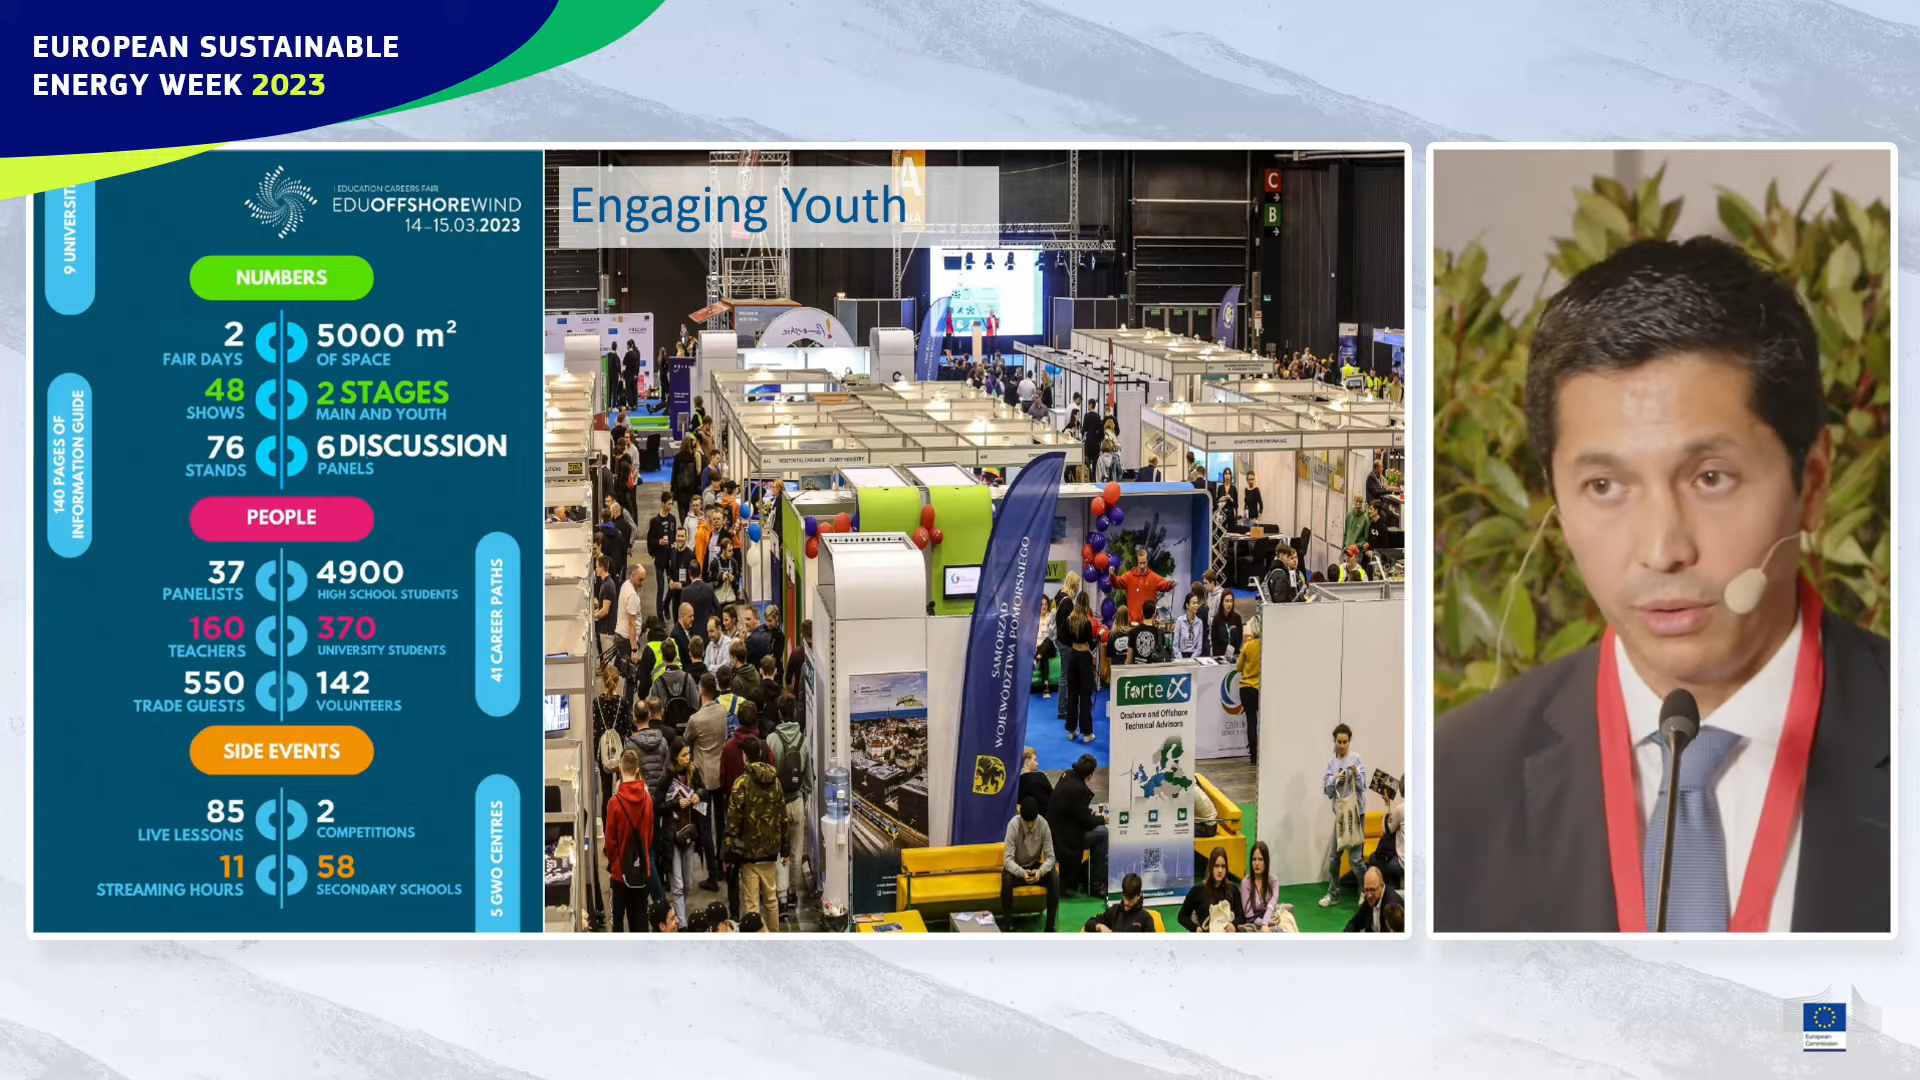 EUROPEAN SUSTAINABLE
ENERGY WEEK 2023
9 UNIVERSITI
I EDUCATION CAREERS FAIR
EDUOFFSHOREWIND
14–15.03.2023
NUMBERS
2
FAIR DAYS
5000 m²
OF SPACE
48
SHOWS
2 STAGES
MAIN AND YOUTH
76
STANDS
6 DISCUSSION
PANELS
140 PAGES OF
INFORMATION GUIDE
PEOPLE
37
PANELISTS
4900
HIGH SCHOOL STUDENTS
160
TEACHERS
370
UNIVERSITY STUDENTS
550
TRADE GUESTS
142
VOLUNTEERS
41 CAREER PATHS
SIDE EVENTS
85
LIVE LESSONS
2
COMPETITIONS
11
STREAMING HOURS
58
SECONDARY SCHOOLS
5 GWO CENTRES
Engaging Youth
A
C
B
SAMORZĄD
WOJEWÓDZTWA POMORSKIEGO
forte
Onshore and Offshore
Technical Advisors
European
Commission